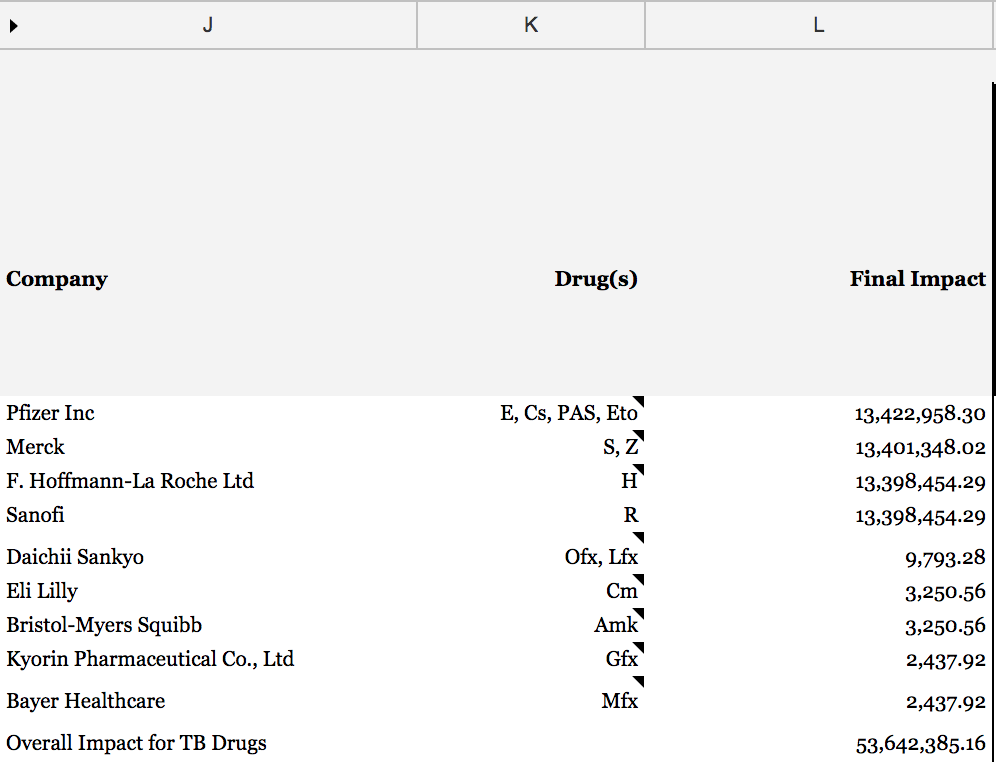 J K L
Company Drug(s) Final Impact
Pfizer Inc E, Cs, PAS, Eto 13,422,958.30
Merck S, Z 13,401,348.02
F. Hoffmann-La Roche Ltd H 13,398,454.29
Sanofi R 13,398,454.29
Daichii Sankyo Ofx, Lfx 9,793.28
Eli Lilly Cm 3,250.56
Bristol-Myers Squibb Amk 3,250.56
Kyorin Pharmaceutical Co., Ltd Gfx 2,437.92
Bayer Healthcare Mfx 2,437.92
Overall Impact for TB Drugs 53,642,385.16